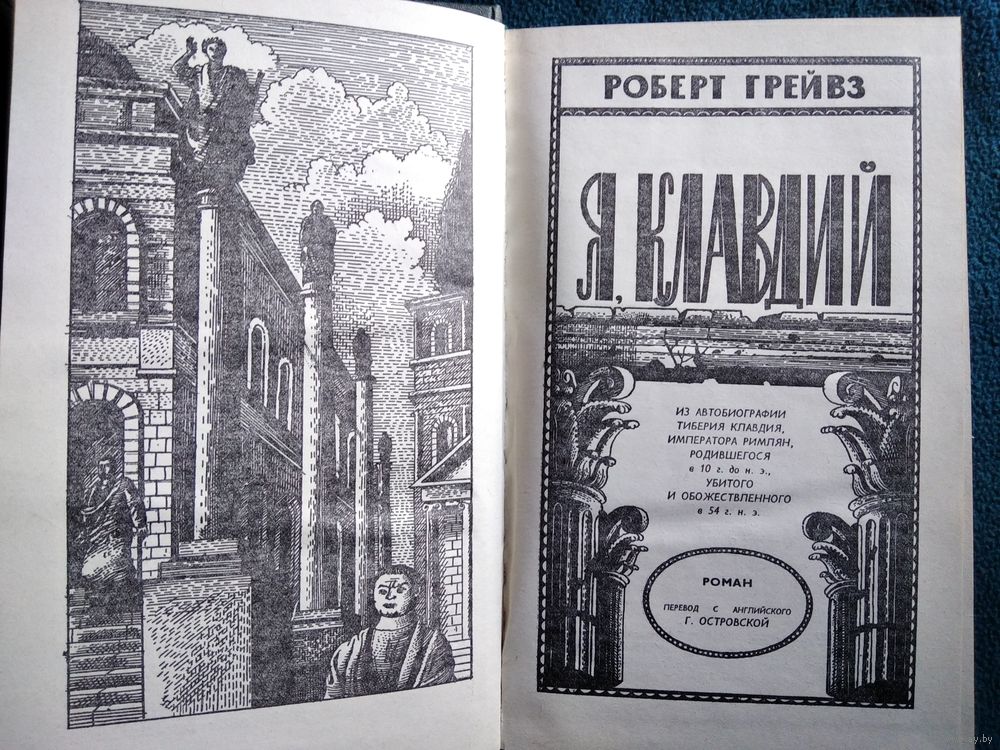 РОБЕРТ ГРЕЙВЗ
Я, КЛАВДИЙ
ИЗ АВТОБИОГРАФИИ
ТИБЕРИЯ КЛАВДИЯ,
ИМПЕРАТОРА РИМЛЯН,
РОДИВШЕГОСЯ
в 10 г. до н. э.,
УБИТОГО
И ОБОЖЕСТВЛЕННОГО
в 54 г. н. э.
РОМАН
ПЕРЕВОД С АНГЛИЙСКОГО
Г. ОСТРОВСКОЙ